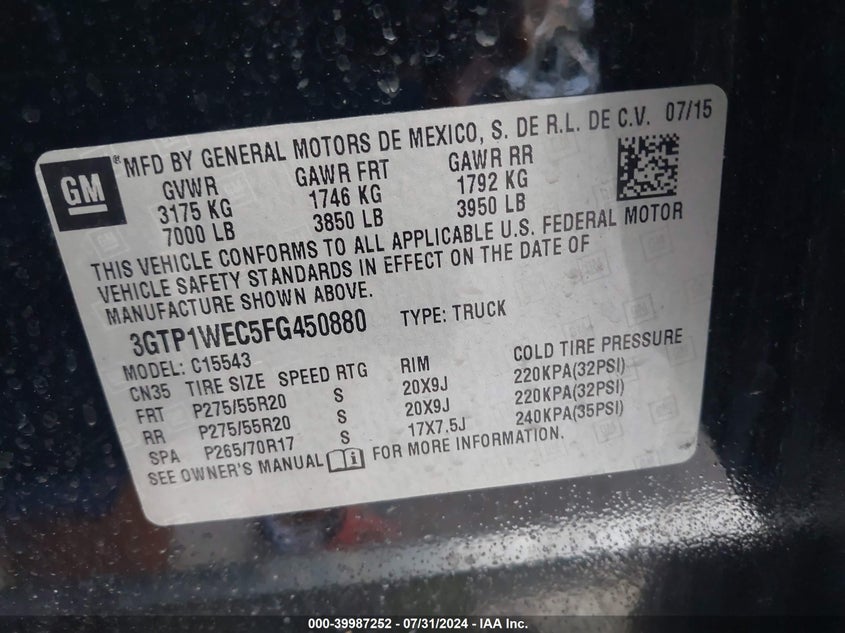 GM
® MFD BY GENERAL MOTORS DE MEXICO, S. DE R.L. DE C.V. 07/15
GVWR GAWR FRT GAWR RR
3175 KG 1746 KG 1792 KG
7000 LB 3850 LB 3950 LB
THIS VEHICLE CONFORMS TO ALL APPLICABLE U.S. FEDERAL MOTOR
VEHICLE SAFETY STANDARDS IN EFFECT ON THE DATE OF
MANUFACTURE SHOWN ABOVE.
3GTP1WEC5FG450880 TYPE: TRUCK
MODEL: C15543
CN35 TIRE SIZE SPEED RTG RIM COLD TIRE PRESSURE
FRT P275/55R20 S 20X9J 220KPA(32PSI)
RR P275/55R20 S 20X9J 220KPA(32PSI)
SPA P265/70R17 S 17X7.5J 240KPA(35PSI)
SEE OWNER'S MANUAL FOR MORE INFORMATION.
000-39987252 - 07/31/2024 - IAA Inc.